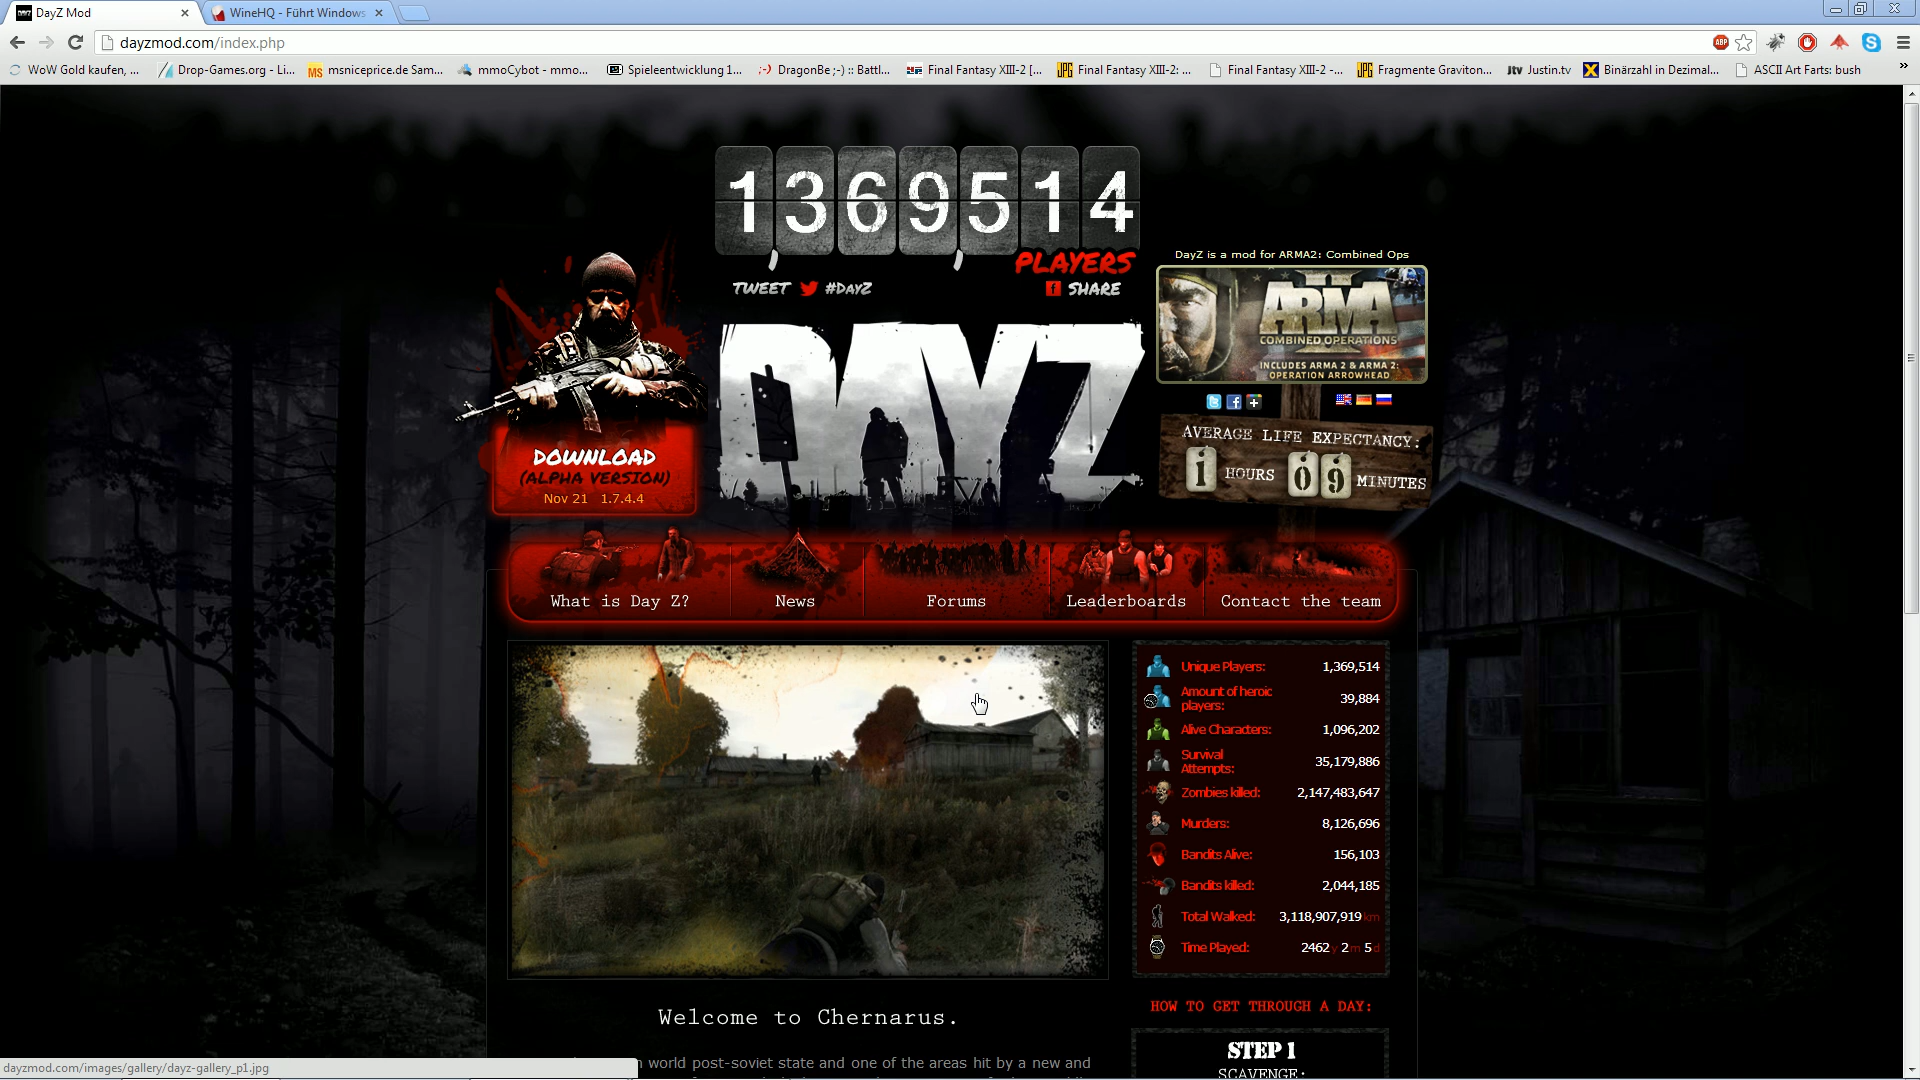 DayZ Mod
WineHQ - Führt Windows
dayzmod.com/index.php
ABP
WoW Gold kaufen, ...
Drop-Games.org - Li...
msniceprice.de Sam...
mmoCybot - mmo...
Spieleentwicklung 1...
DragonBe ;-) :: Battl...
Final Fantasy XIII-2 [...
Final Fantasy XIII-2: ...
Final Fantasy XIII-2 -...
Fragmente Graviton...
Justin.tv
Binärzahl in Dezimal...
ASCII Art Farts: bush
1,369,514
PLAYERS
TWEET #DAYZ
SHARE
DayZ is a mod for ARMA2: Combined Ops
ARMA II
COMBINED OPERATIONS
INCLUDES ARMA 2 & ARMA 2:
OPERATION ARROWHEAD
DAYZ
AVERAGE LIFE EXPECTANCY:
1 HOURS 09 MINUTES
DOWNLOAD
(ALPHA VERSION)
Nov 21 1.7.4.4
What is Day Z?
News
Forums
Leaderboards
Contact the team
Unique Players: 1,369,514
Amount of heroic players: 39,884
Alive Characters: 1,096,202
Survival Attempts: 35,179,886
Zombies killed: 2,147,483,647
Murders: 8,126,696
Bandits Alive: 156,103
Bandits killed: 2,044,185
Total Walked: 3,118,907,919 km
Time Played: 2462 y 2 m 5 d
HOW TO GET THROUGH A DAY:
STEP 1
SCAVENGE:
Welcome to Chernarus.
world post-soviet state and one of the areas hit by a new and
dayzmod.com/images/gallery/dayz-gallery_p1.jpg